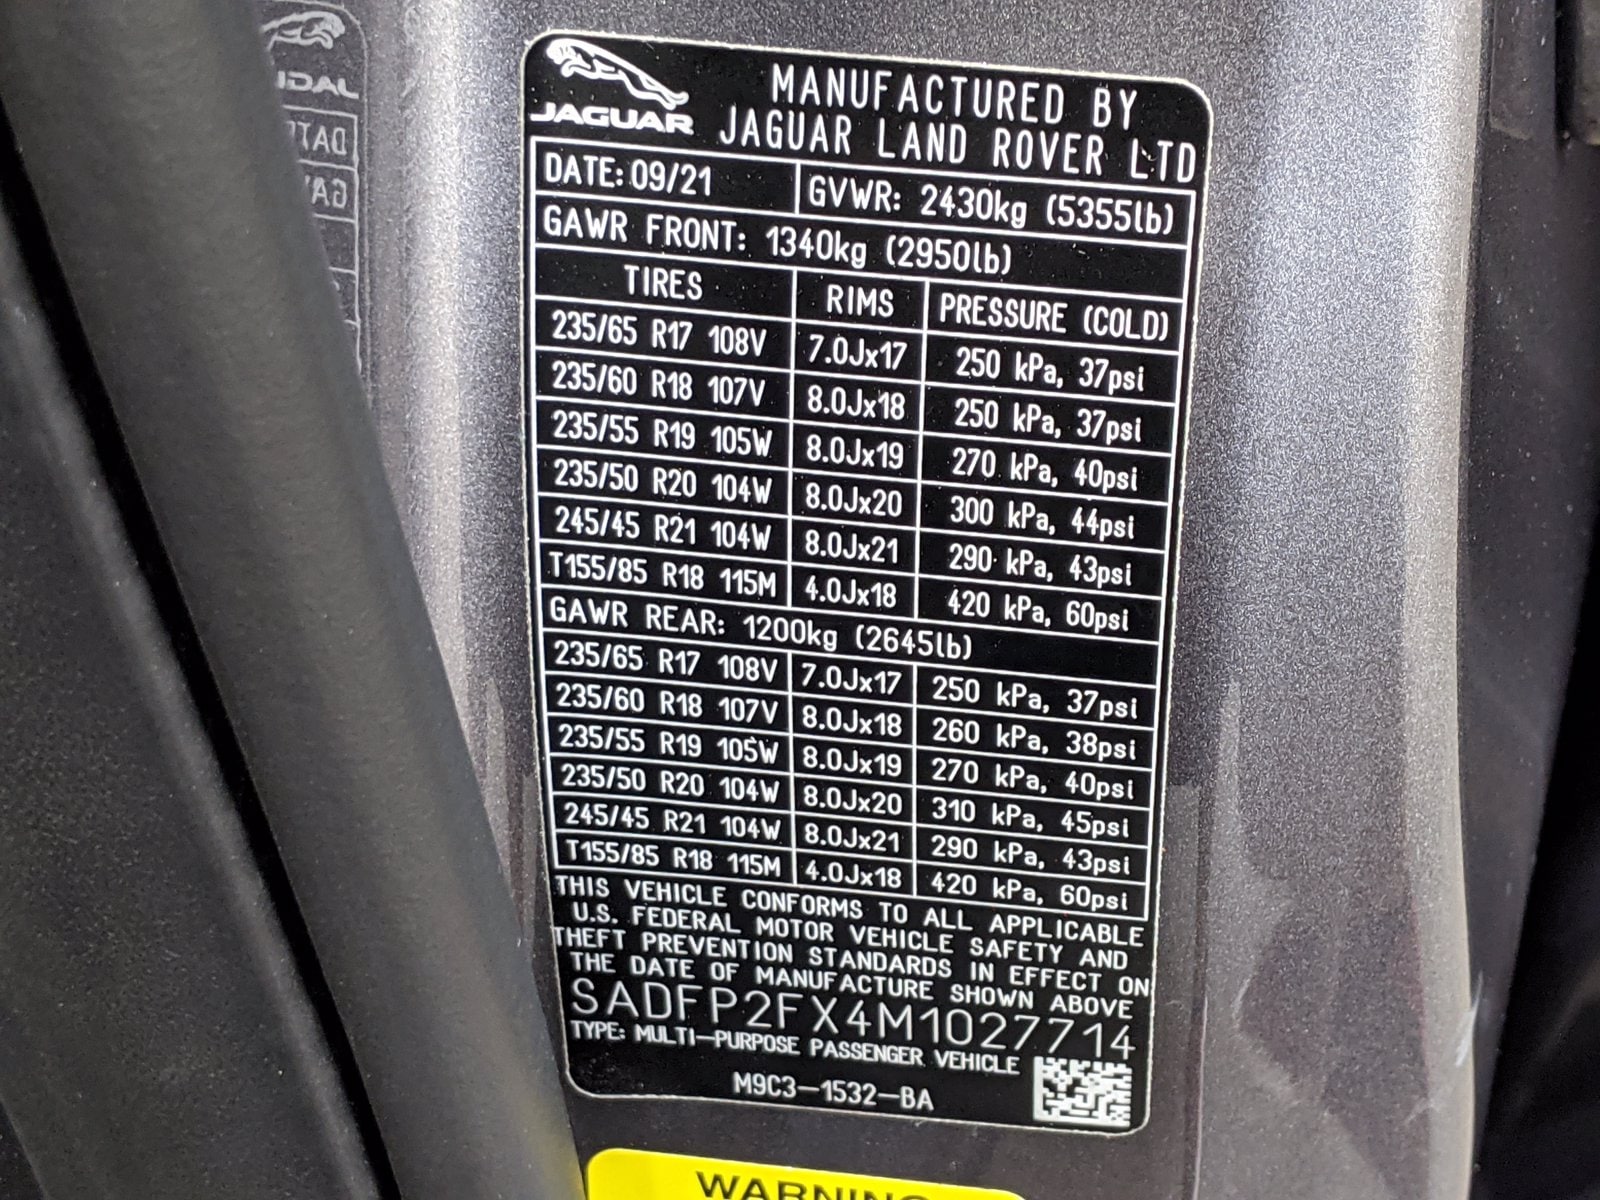 JAGUAR
MANUFACTURED BY
JAGUAR LAND ROVER LTD
DATE: 09/21 GVWR: 2430kg (5355lb)
GAWR FRONT: 1340kg (2950lb)
TIRES RIMS PRESSURE (COLD)
235/65 R17 108V 7.0Jx17 250 kPa, 37psi
235/60 R18 107V 8.0Jx18 250 kPa, 37psi
235/55 R19 105W 8.0Jx19 270 kPa, 40psi
235/50 R20 104W 8.0Jx20 300 kPa, 44psi
245/45 R21 104W 8.0Jx21 290 kPa, 43psi
T155/85 R18 115M 4.0Jx18 420 kPa, 60psi
GAWR REAR: 1200kg (2645lb)
235/65 R17 108V 7.0Jx17 250 kPa, 37psi
235/60 R18 107V 8.0Jx18 260 kPa, 38psi
235/55 R19 105W 8.0Jx19 270 kPa, 40psi
235/50 R20 104W 8.0Jx20 310 kPa, 45psi
245/45 R21 104W 8.0Jx21 290 kPa, 43psi
T155/85 R18 115M 4.0Jx18 420 kPa, 60psi
THIS VEHICLE CONFORMS TO ALL APPLICABLE
U.S. FEDERAL MOTOR VEHICLE SAFETY AND
THEFT PREVENTION STANDARDS IN EFFECT ON
THE DATE OF MANUFACTURE SHOWN ABOVE
SADFP2FX4M1027714
TYPE: MULTI-PURPOSE PASSENGER VEHICLE
M9C3-1532-BA
WARNING